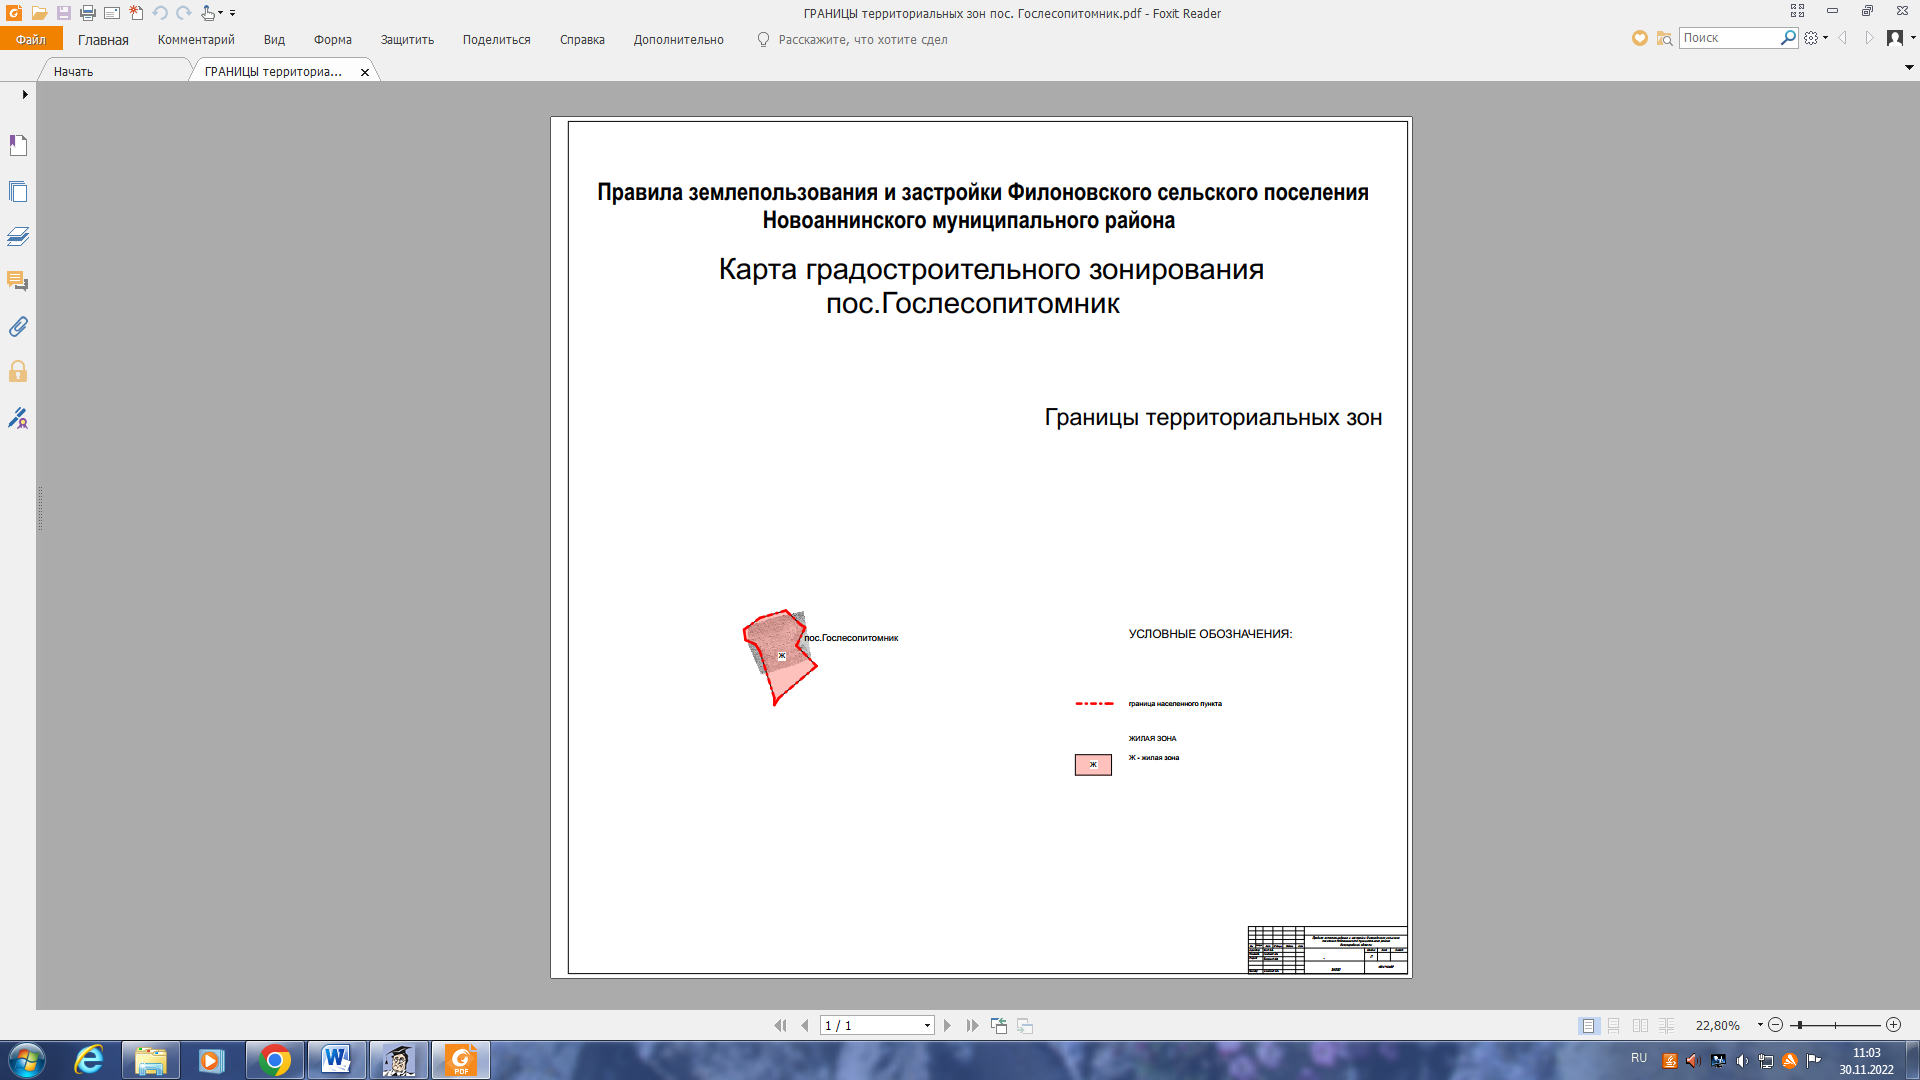 ГРАНИЦЫ территориальных зон пос. Гослесопитомник.pdf - Foxit Reader
Файл
Главная
Комментарий
Вид
Форма
Защитить
Поделиться
Справка
Дополнительно
Расскажите, что хотите сдел
Поиск
Начать
ГРАНИЦЫ территориа...
Правила землепользования и застройки Филоновского сельского поселения
Новоаннинского муниципального района
Карта градостроительного зонирования
пос.Гослесопитомник
Границы территориальных зон
пос.Гослесопитомник
Ж
УСЛОВНЫЕ ОБОЗНАЧЕНИЯ:
граница населенного пункта
ЖИЛАЯ ЗОНА
Ж
Ж - жилая зона
1 / 1
22,80%
PDF
RU
11:03
30.11.2022